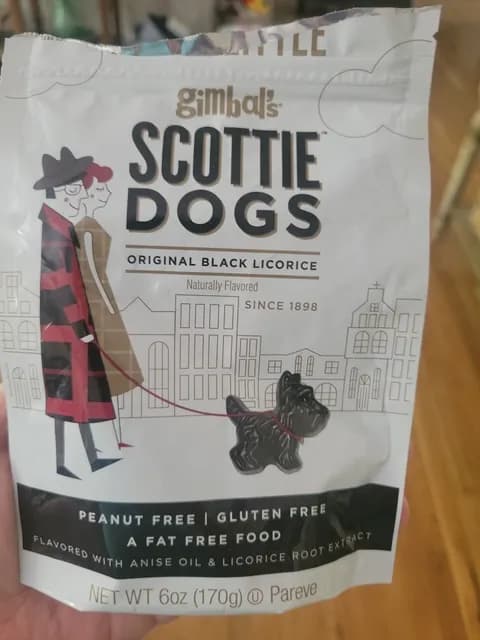 gimbal's
SCOTTIE™
DOGS
ORIGINAL BLACK LICORICE
Naturally Flavored
SINCE 1898
PEANUT FREE | GLUTEN FREE
A FAT FREE FOOD
FLAVORED WITH ANISE OIL & LICORICE ROOT EXTRACT
NET WT 6oz (170g) Ⓤ Pareve